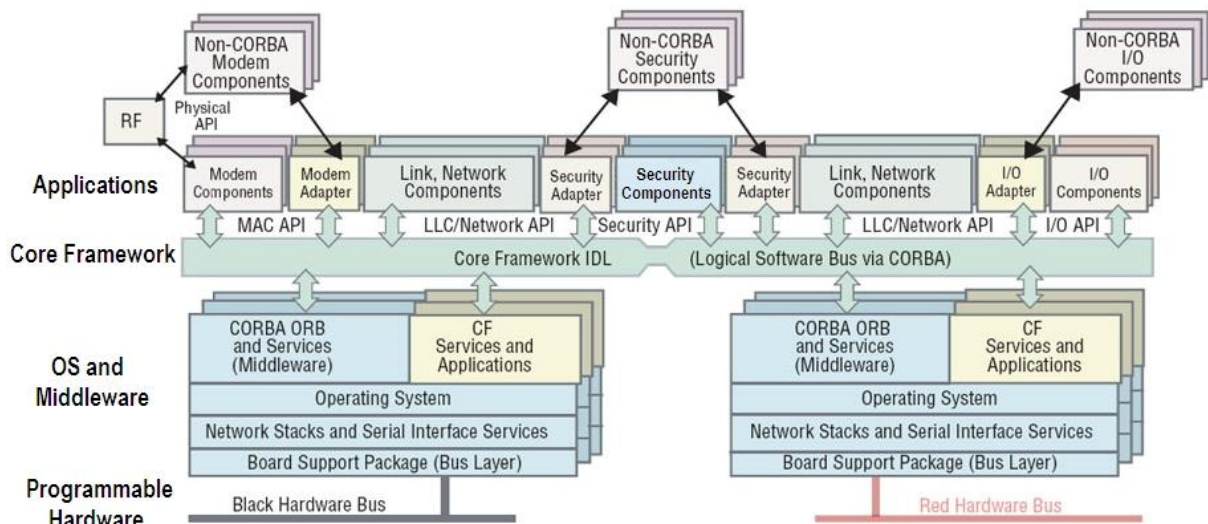 Non-CORBA
Modem
Components
Non-CORBA
Security
Components
Non-CORBA
I/O
Components
RF
Physical
API
Applications
Modem
Components
Modem
Adapter
Link, Network
Components
Security
Adapter
Security
Components
Security
Adapter
Link, Network
Components
I/O
Adapter
I/O
Components
MAC API
LLC/Network API
Security API
LLC/Network API
I/O API
Core Framework
Core Framework IDL
(Logical Software Bus via CORBA)
OS and
Middleware
CORBA ORB
and Services
(Middleware)
CF
Services and
Applications
Operating System
Network Stacks and Serial Interface Services
Board Support Package (Bus Layer)
CORBA ORB
and Services
(Middleware)
CF
Services and
Applications
Operating System
Network Stacks and Serial Interface Services
Board Support Package (Bus Layer)
Programmable
Hardware
Black Hardware Bus
Red Hardware Bus